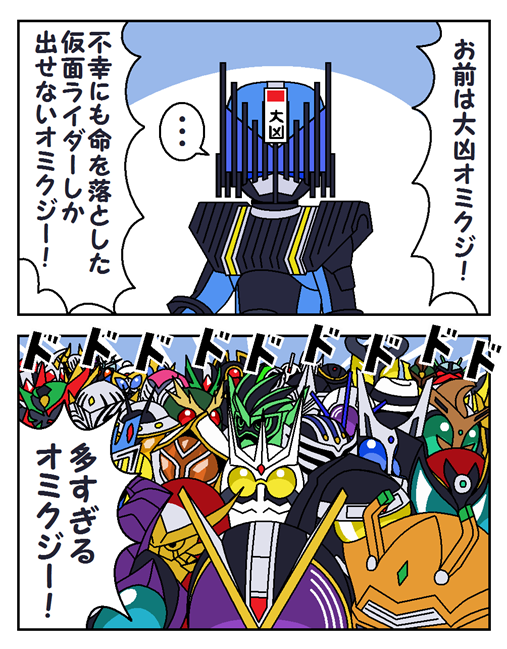 お前は大凶オミクジ！
大凶
…
不幸にも命を落とした
仮面ライダーしか
出せないオミクジー！
ド ド ド ド ド ド ド ド ド
多すぎる
オミクジー！